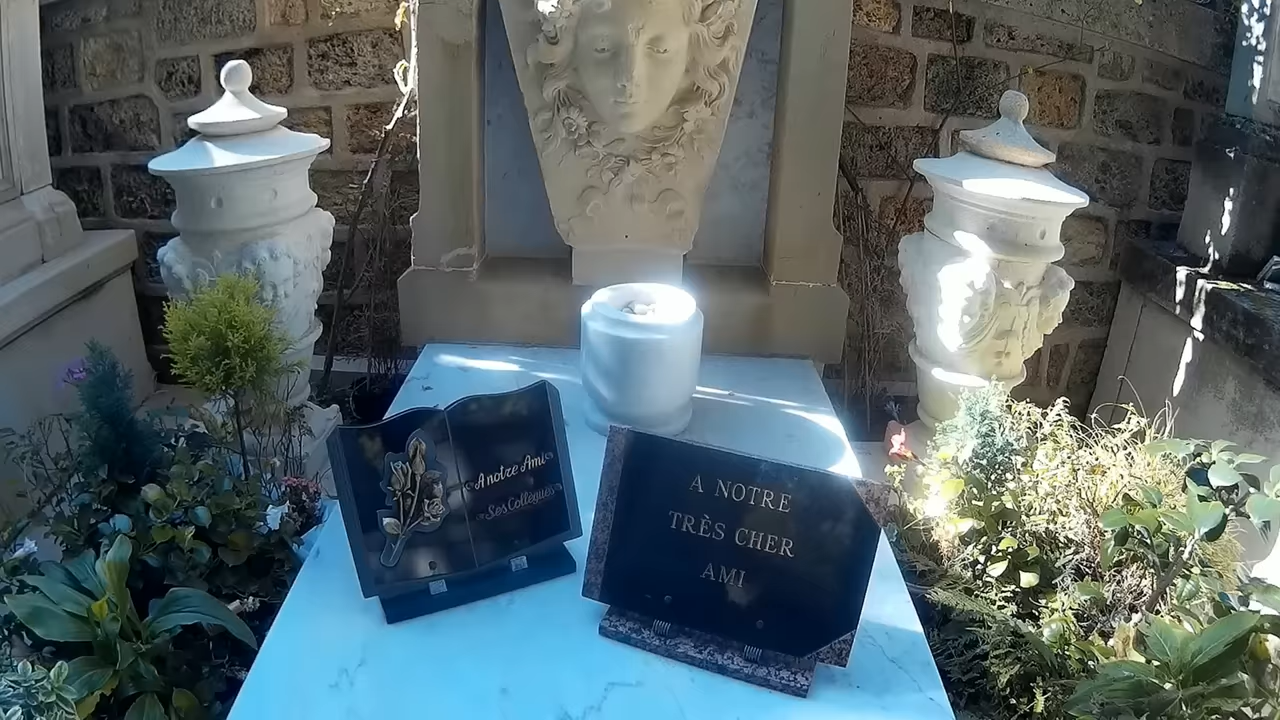 A notre Ami
Ses Collègues
A NOTRE
TRÈS CHER
AMI